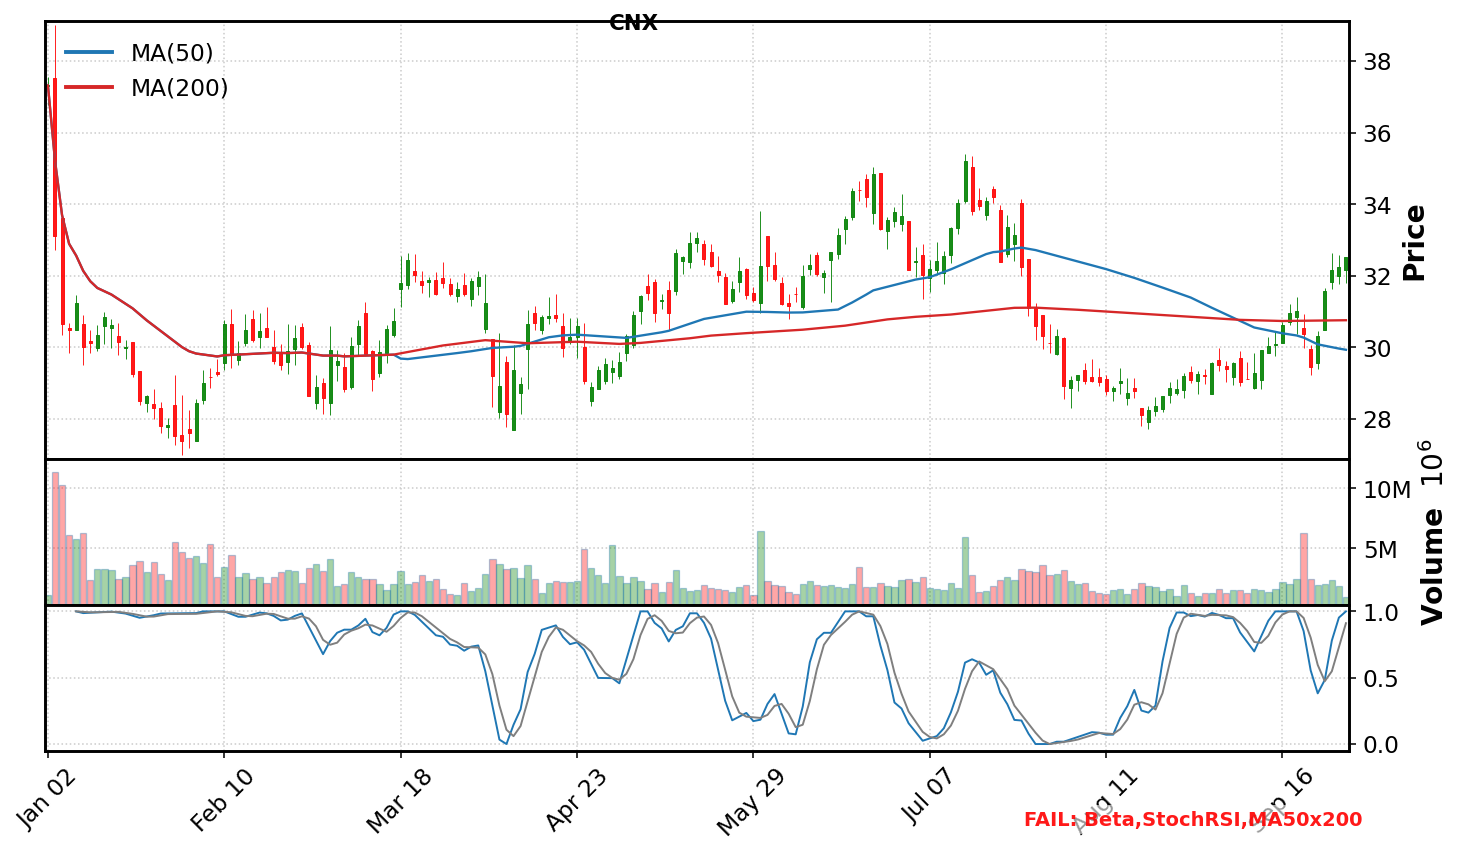 CNX
MA(50)
MA(200)
38
36
34
32
30
28
Price
10M
5M
Volume 10^6
1.0
0.5
0.0
Jan 02
Feb 10
Mar 18
Apr 23
May 29
Jul 07
Aug 11
Sep 16
FAIL: Beta,StochRSI,MA50x200